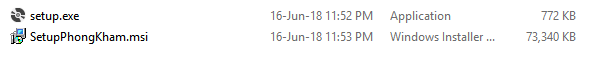 setup.exe 16-Jun-18 11:52 PM Application 772 KB
SetupPhongKham.msi 16-Jun-18 11:53 PM Windows Installer ... 73,340 KB